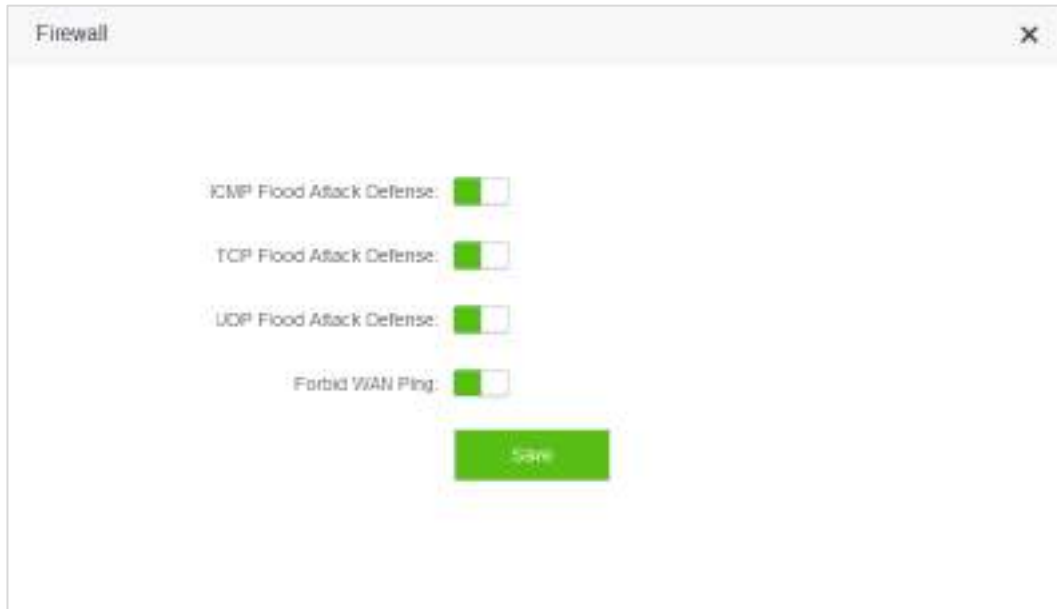 Firewall
ICMP Flood Attack Defense:
TCP Flood Attack Defense:
UDP Flood Attack Defense:
Forbid WAN Ping:
Save